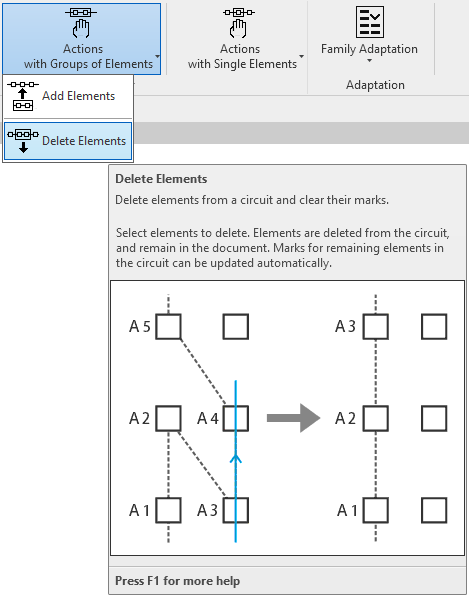 Actions
with Groups of Elements
Actions
with Single Elements
Family Adaptation
Adaptation
Add Elements
Delete Elements
Delete Elements
Delete elements from a circuit and clear their marks.
Select elements to delete. Elements are deleted from the circuit,
and remain in the document. Marks for remaining elements in
the circuit can be updated automatically.
A 5
A 3
A 2
A 4
A 2
A 1
A 3
A 1
Press F1 for more help